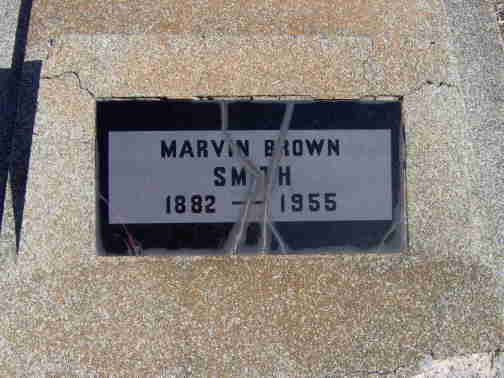 MARVIN BROWN
SMITH
1882 — 1955